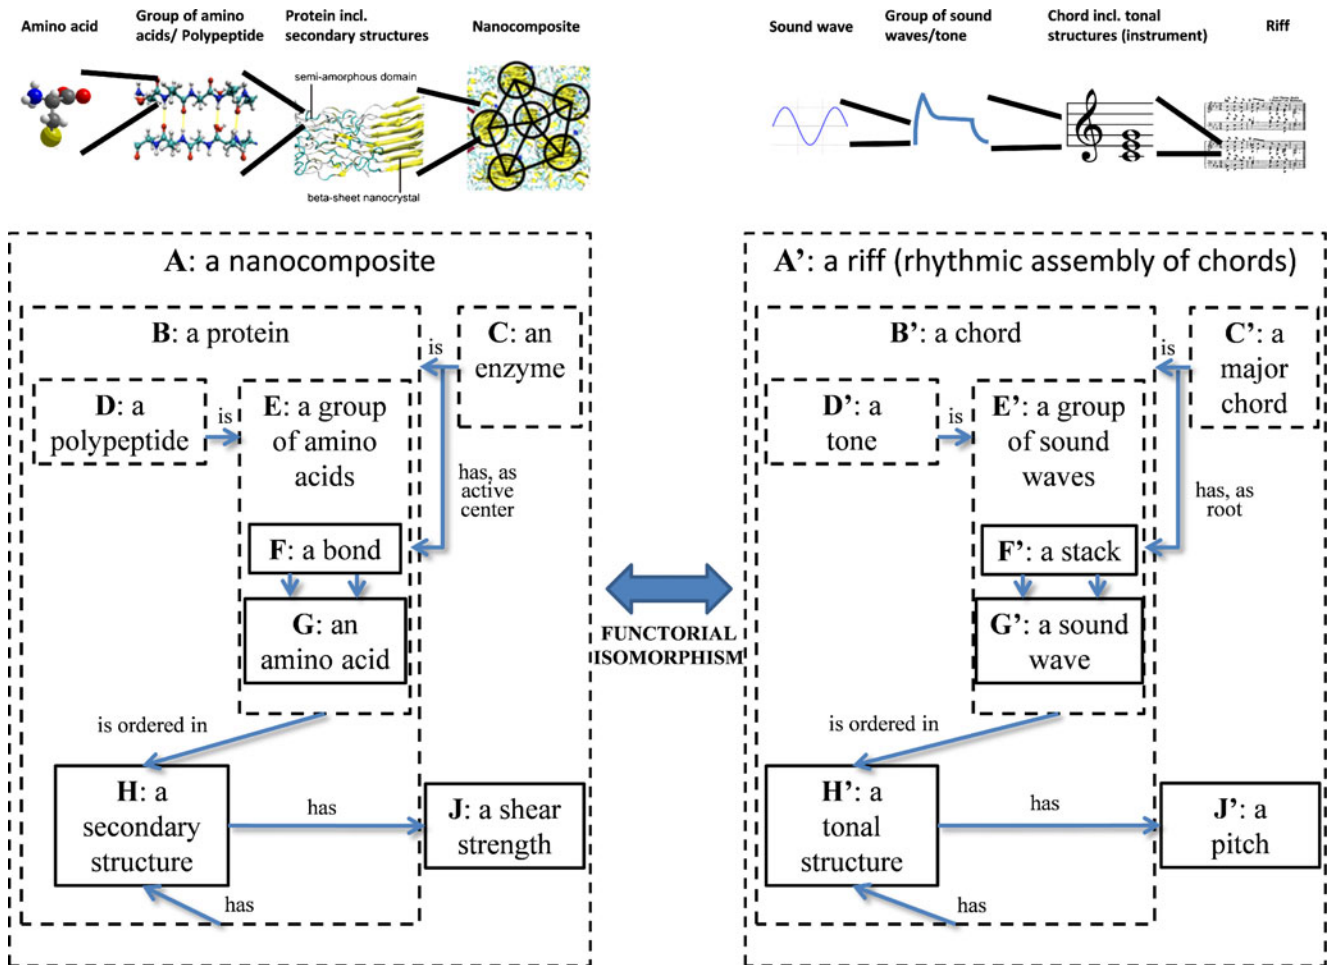 Amino acid
Group of amino
acids/ Polypeptide
Protein incl.
secondary structures
Nanocomposite
semi-amorphous domain
beta-sheet nanocrystal
Sound wave
Group of sound
waves/tone
Chord incl. tonal
structures (instrument)
Riff
A: a nanocomposite
B: a protein
C: an
enzyme
is
D: a
polypeptide
is
E: a group
of amino
acids
has, as
active
center
F: a bond
G: an
amino acid
is ordered in
H: a
secondary
structure
has
J: a shear
strength
has
FUNCTORIAL
ISOMORPHISM
A’: a riff (rhythmic assembly of chords)
B’: a chord
C’: a
major
chord
is
D’: a
tone
is
E’: a group
of sound
waves
has, as
root
F’: a stack
G’: a sound
wave
is ordered in
H’: a
tonal
structure
has
J’: a
pitch
has